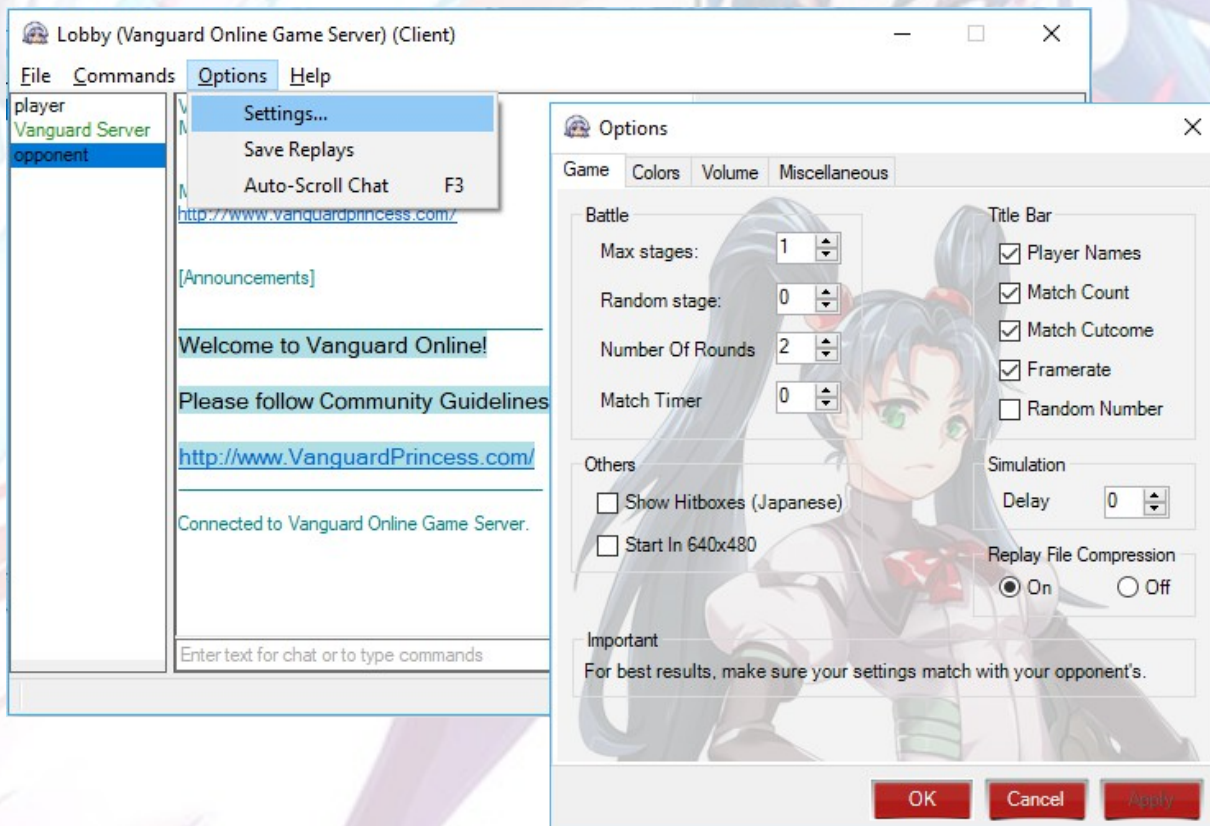 Lobby (Vanguard Online Game Server) (Client)
File Commands Options Help
player
Vanguard Server
opponent
Settings...
Save Replays
Auto-Scroll Chat F3
http://www.vanguardprincess.com/
[Announcements]
Welcome to Vanguard Online!
Please follow Community Guidelines
http://www.VanguardPrincess.com/
Connected to Vanguard Online Game Server.
Enter text for chat or to type commands
Options
Game Colors Volume Miscellaneous
Battle
Max stages: 1
Random stage: 0
Number Of Rounds 2
Match Timer 0
Others
Show Hitboxes (Japanese)
Start In 640x480
Title Bar
Player Names
Match Count
Match Cutcome
Framerate
Random Number
Simulation
Delay 0
Replay File Compression
On Off
Important
For best results, make sure your settings match with your opponent's.
OK Cancel Apply